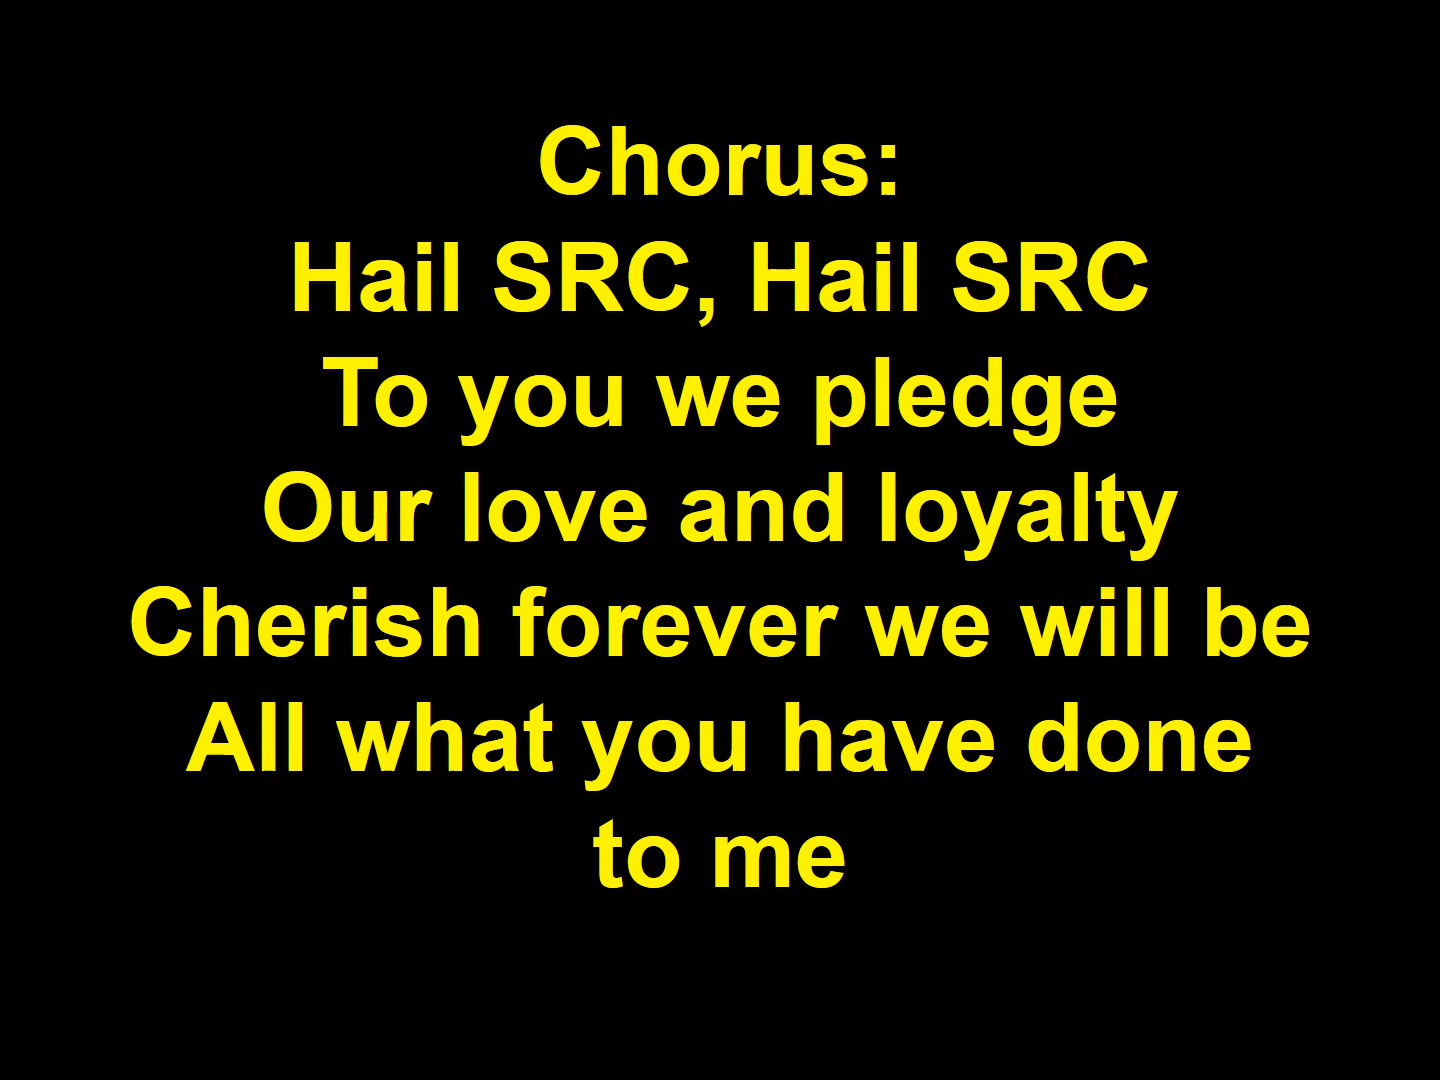 Chorus:
Hail SRC, Hail SRC
To you we pledge
Our love and loyalty
Cherish forever we will be
All what you have done
to me